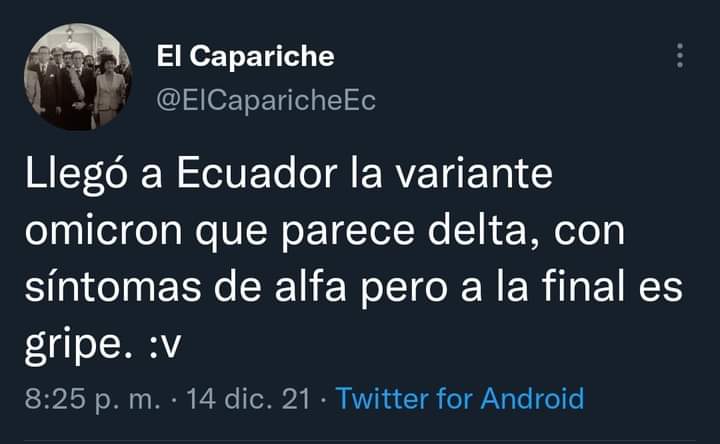 El Capariche
@ElCaparicheEc
Llegó a Ecuador la variante
omicron que parece delta, con
síntomas de alfa pero a la final es
gripe. :v
8:25 p. m. · 14 dic. 21 · Twitter for Android